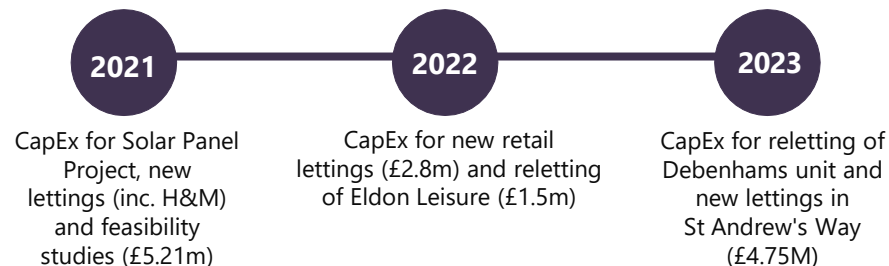 2021
CapEx for Solar Panel
Project, new
lettings (inc. H&M)
and feasibility
studies (£5.21m)
2022
CapEx for new retail
lettings (£2.8m) and reletting
of Eldon Leisure (£1.5m)
2023
CapEx for reletting of
Debenhams unit and
new lettings in
St Andrew's Way
(£4.75M)